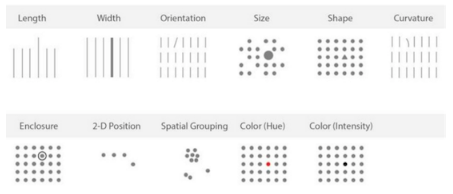 Length Width Orientation Size Shape Curvature
Enclosure 2-D Position Spatial Grouping Color (Hue) Color (Intensity)